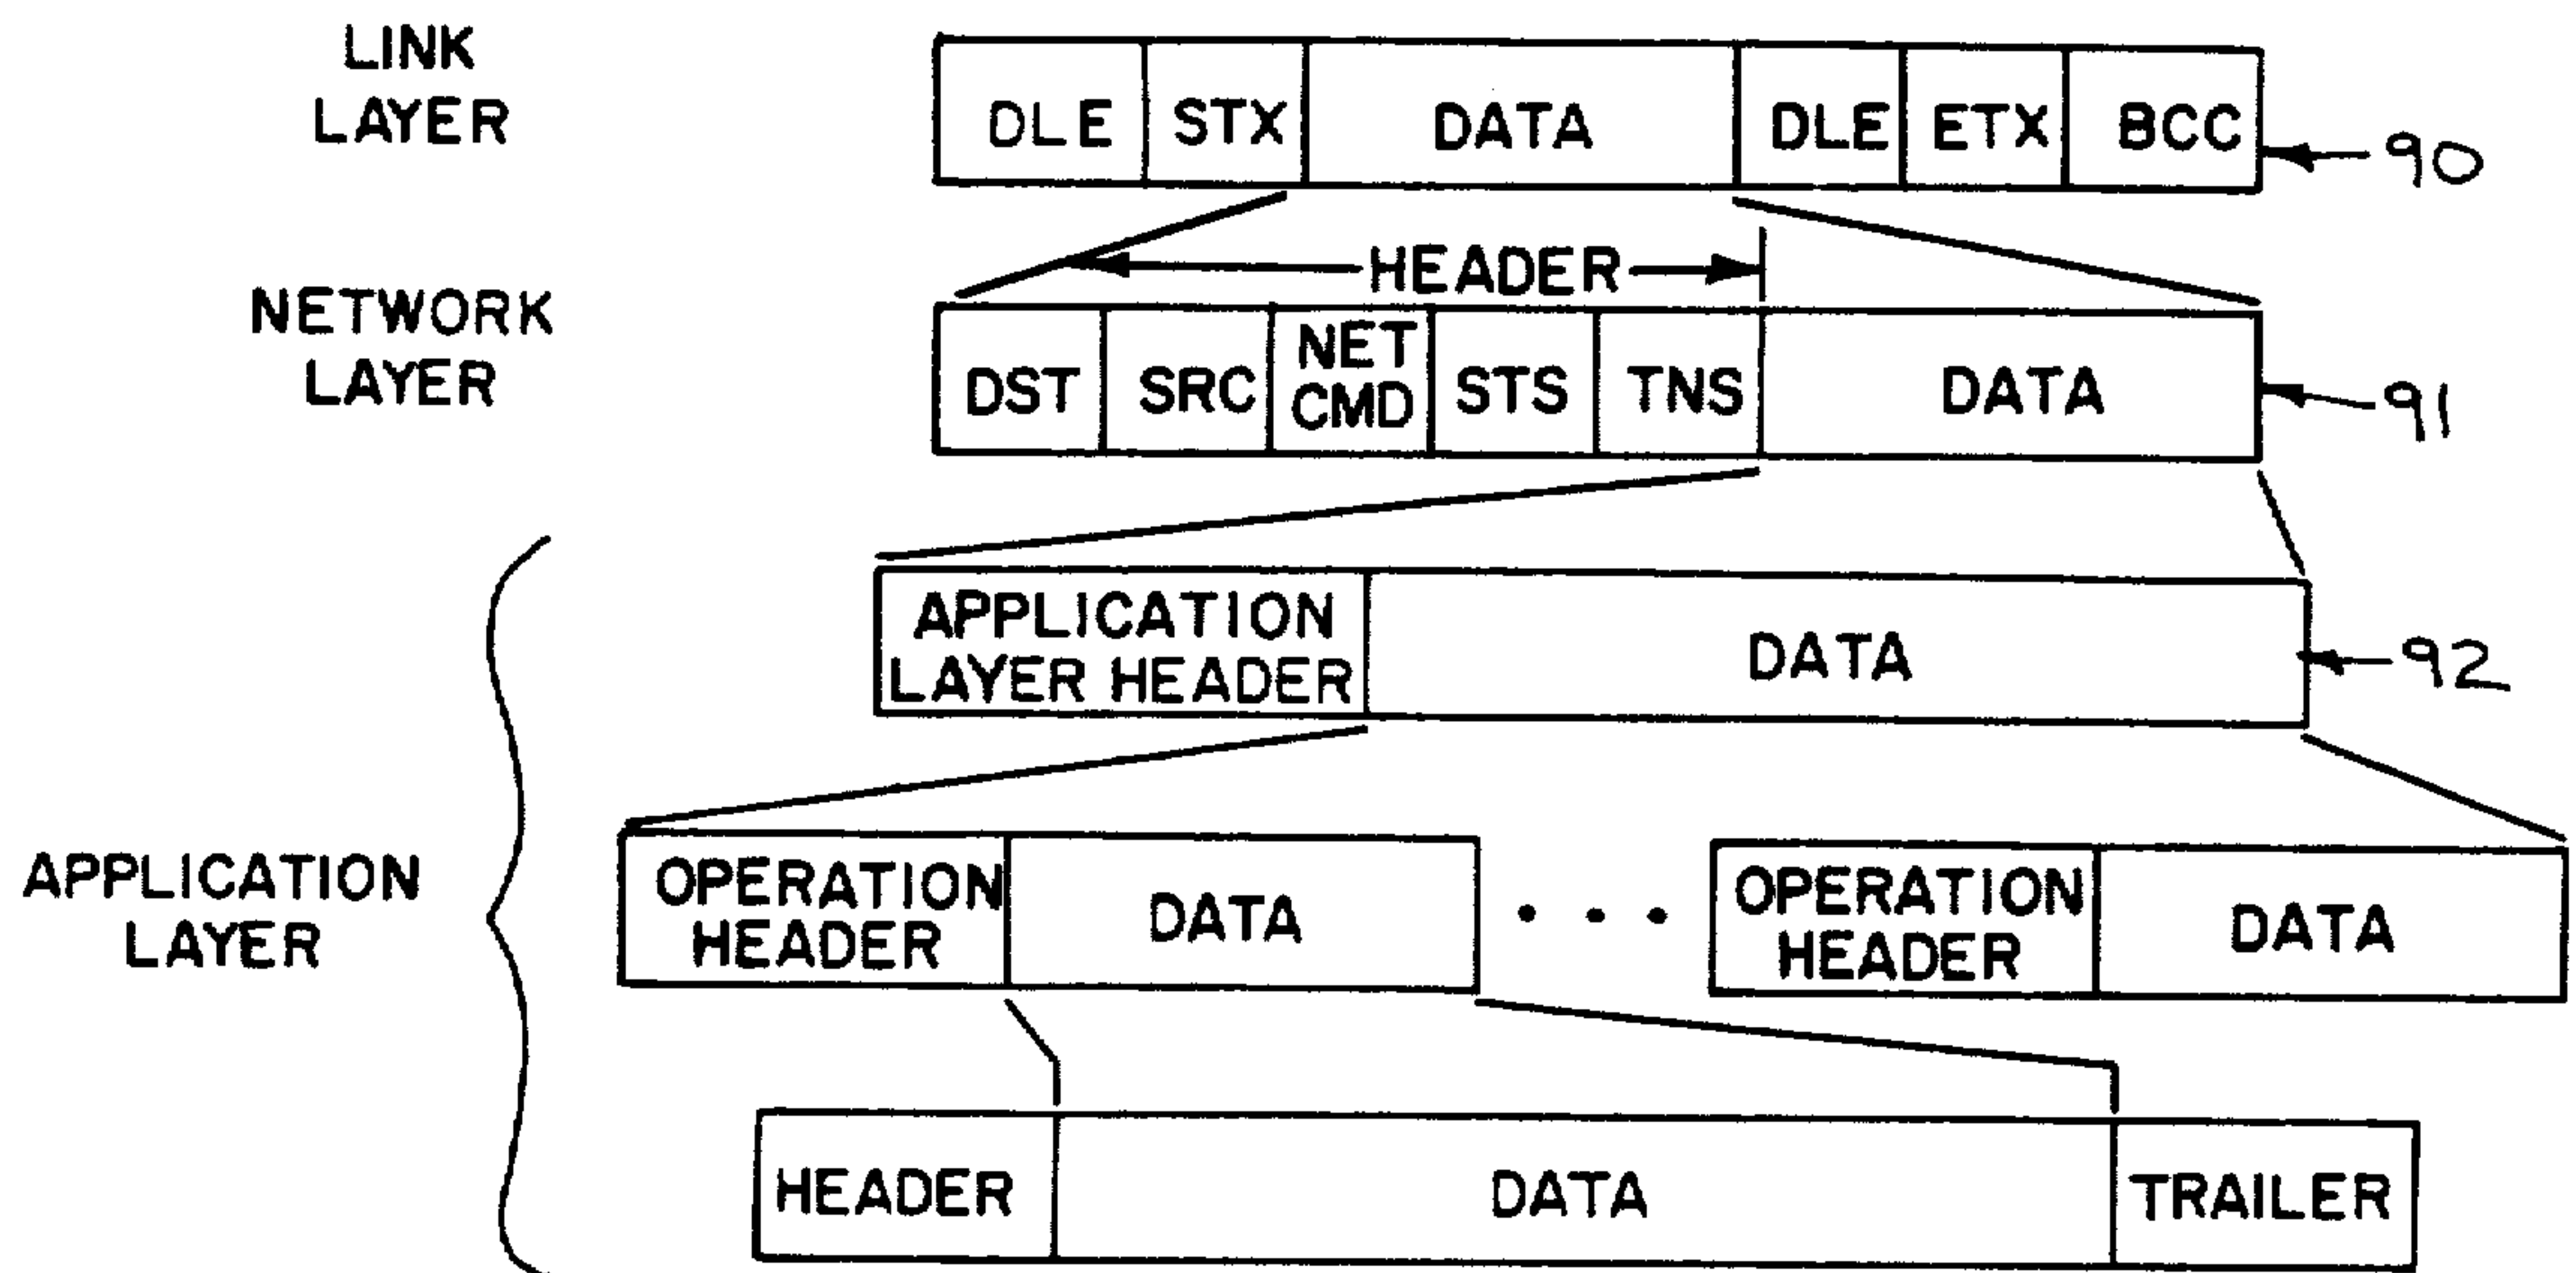 LINK
LAYER
DLE STX DATA DLE ETX BCC 90
HEADER
NETWORK
LAYER
DST SRC NET CMD STS TNS DATA 91
APPLICATION
LAYER HEADER
DATA 92
APPLICATION
LAYER
OPERATION
HEADER
DATA
OPERATION
HEADER
DATA
HEADER DATA TRAILER